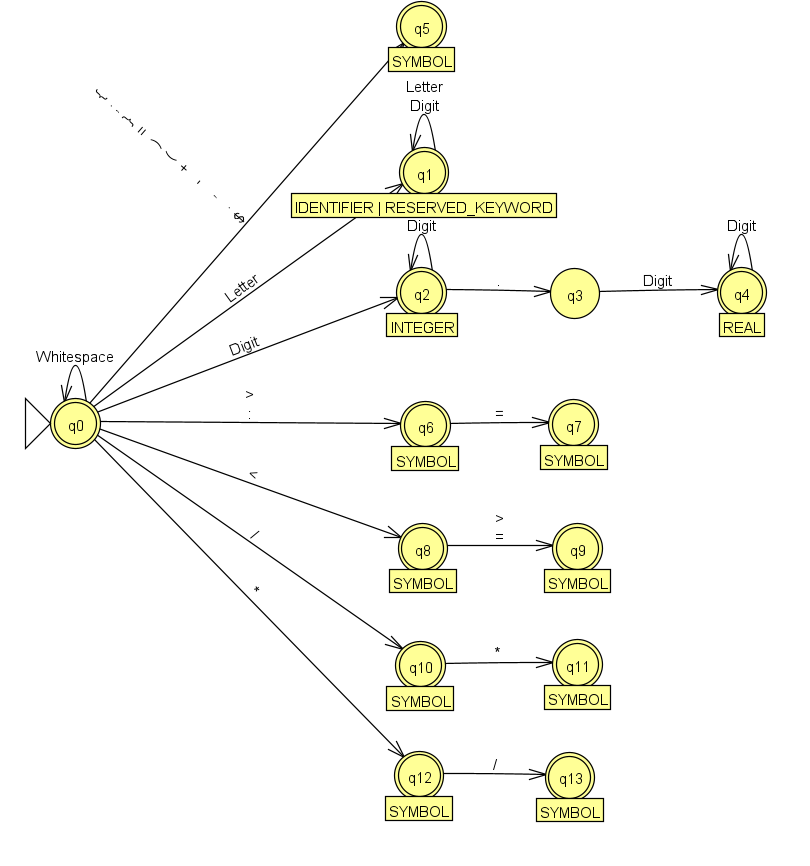 q5
SYMBOL
Letter
Digit
q1
IDENTIFIER | RESERVED_KEYWORD
Letter
Digit
q2
INTEGER
.
q3
Digit
Digit
q4
REAL
Digit
Whitespace
q0
>
:
q6
SYMBOL
=
q7
SYMBOL
<
q8
SYMBOL
>
=
q9
SYMBOL
/
q10
SYMBOL
*
q11
SYMBOL
*
q12
SYMBOL
/
q13
SYMBOL